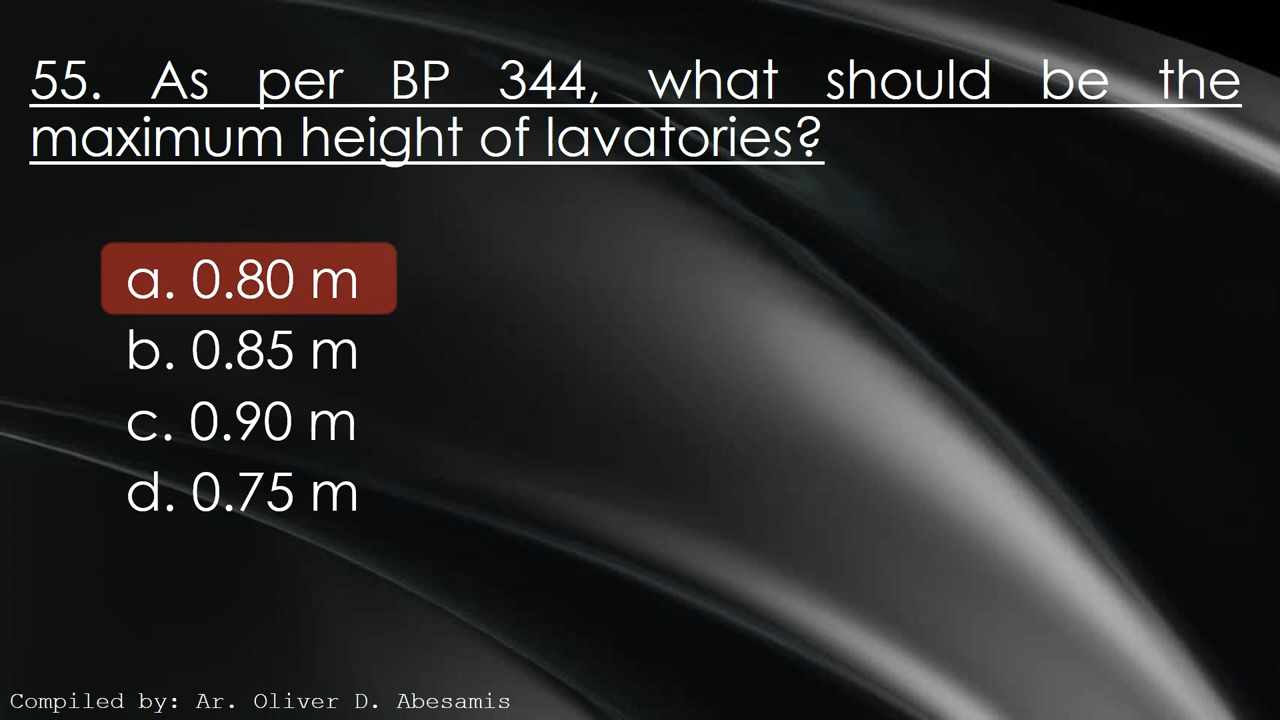 55. As per BP 344, what should be the
maximum height of lavatories?
a. 0.80 m
b. 0.85 m
c. 0.90 m
d. 0.75 m
Compiled by: Ar. Oliver D. Abesamis